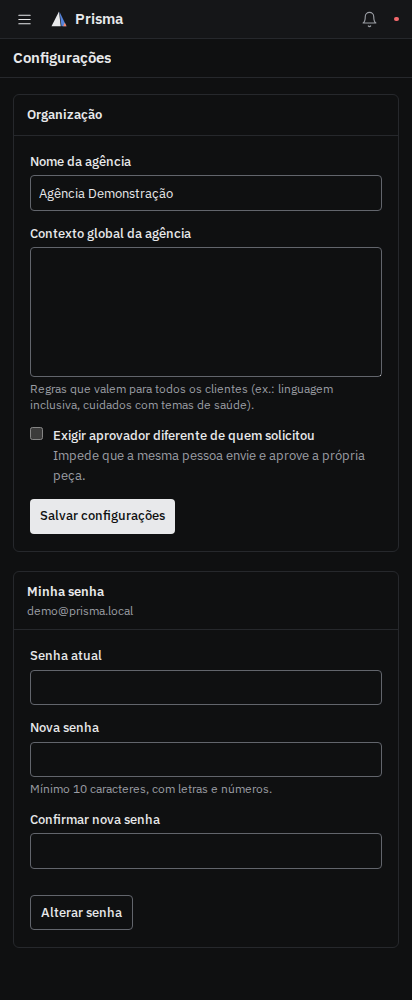 Prisma
Configurações
Organização
Nome da agência
Agência Demonstração
Contexto global da agência
Regras que valem para todos os clientes (ex.: linguagem
inclusiva, cuidados com temas de saúde).
Exigir aprovador diferente de quem solicitou
Impede que a mesma pessoa envie e aprove a própria
peça.
Salvar configurações
Minha senha
demo@prisma.local
Senha atual
Nova senha
Mínimo 10 caracteres, com letras e números.
Confirmar nova senha
Alterar senha